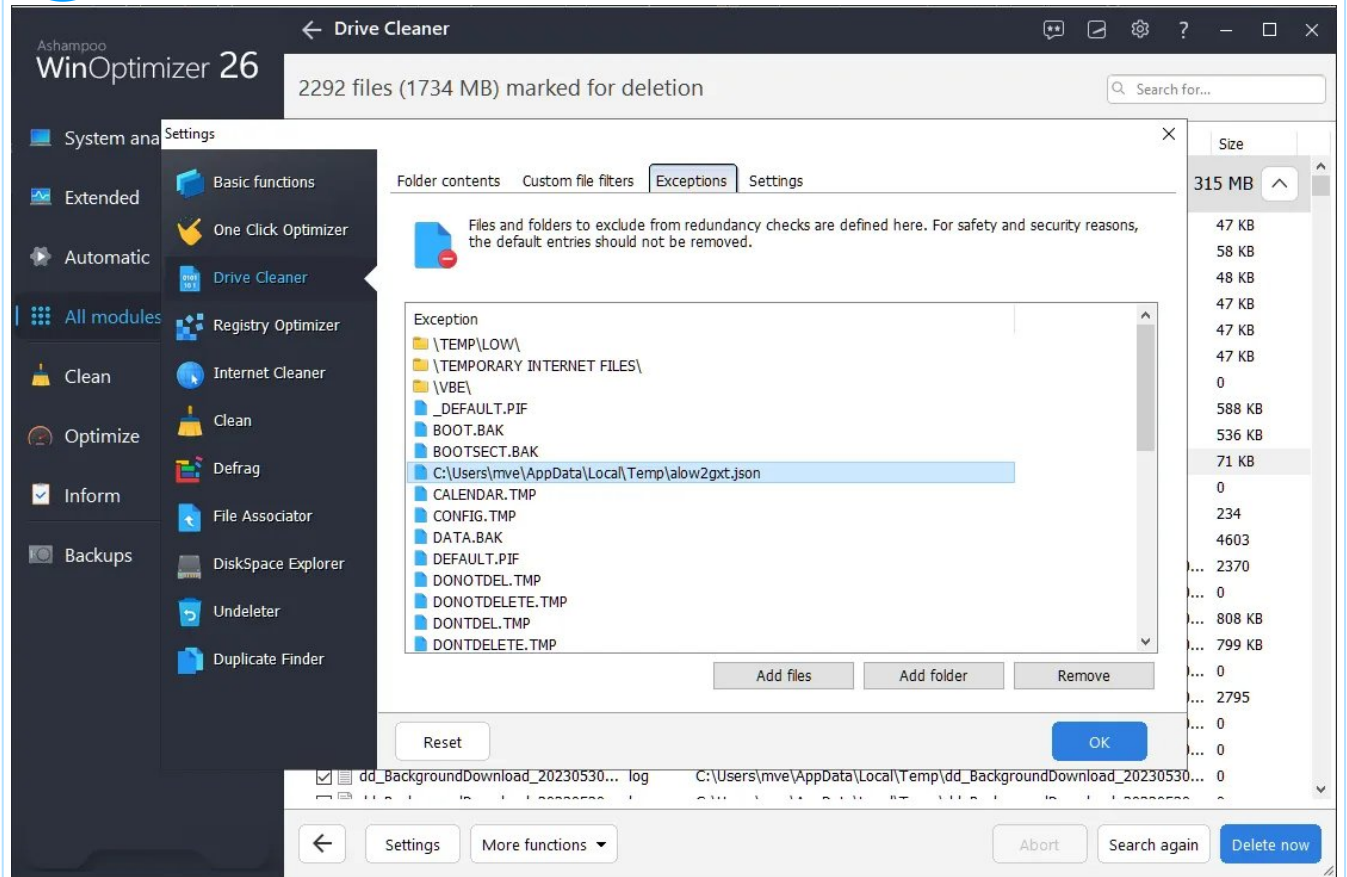 Ashampoo
WinOptimizer 26
Drive Cleaner
2292 files (1734 MB) marked for deletion
Search for...
System ana
Extended
Automatic
All modules
Clean
Optimize
Inform
Backups
Settings
Basic functions
One Click Optimizer
Drive Cleaner
Registry Optimizer
Internet Cleaner
Clean
Defrag
File Associator
DiskSpace Explorer
Undeleter
Duplicate Finder
Folder contents Custom file filters Exceptions Settings
Files and folders to exclude from redundancy checks are defined here. For safety and security reasons,
the default entries should not be removed.
Exception
\TEMP\LOW\
\TEMPORARY INTERNET FILES\
\VBE\
_DEFAULT.PIF
BOOT.BAK
BOOTSECT.BAK
C:\Users\mve\AppData\Local\Temp\alow2gxt.json
CALENDAR.TMP
CONFIG.TMP
DATA.BAK
DEFAULT.PIF
DONOTDEL.TMP
DONOTDELETE.TMP
DONTDEL.TMP
DONTDELETE.TMP
Add files Add folder Remove
Reset OK
Size
315 MB
47 KB
58 KB
48 KB
47 KB
47 KB
47 KB
0
588 KB
536 KB
71 KB
0
234
4603
... 2370
... 0
... 808 KB
... 799 KB
... 0
... 2795
... 0
... 0
dd_BackgroundDownload_20230530... log C:\Users\mve\AppData\Local\Temp\dd_BackgroundDownload_20230530... 0
Settings More functions Abort Search again Delete now